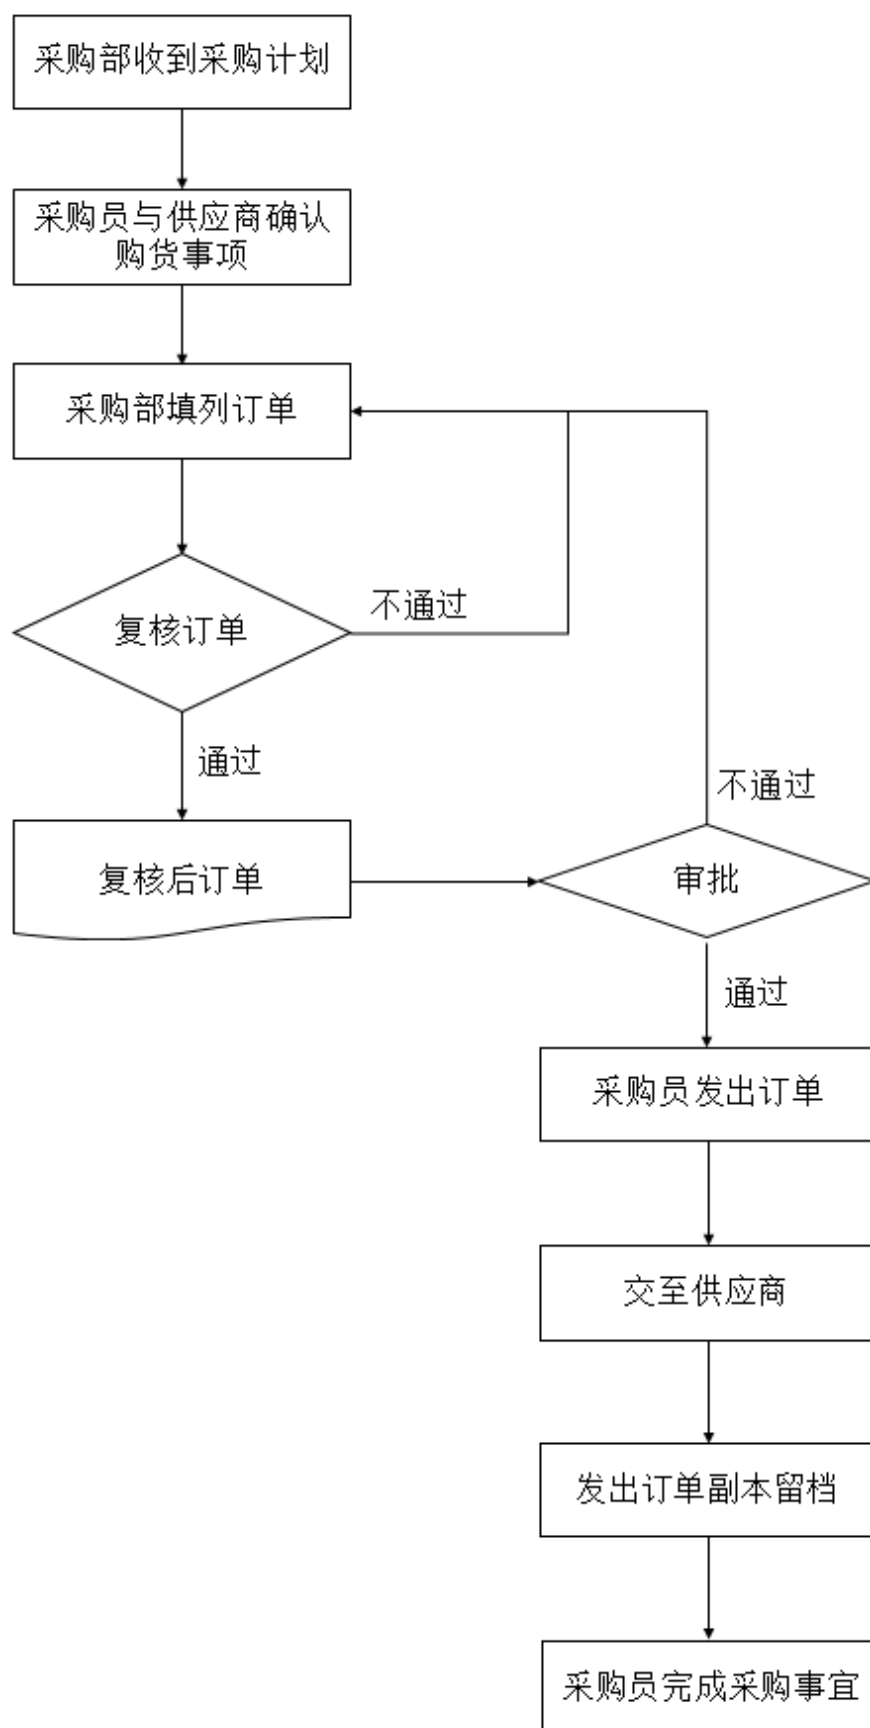 采购部收到采购计划
采购员与供应商确认
购货事项
采购部填列订单
复核订单
不通过
通过
复核后订单
不通过
审批
通过
采购员发出订单
交至供应商
发出订单副本留档
采购员完成采购事宜